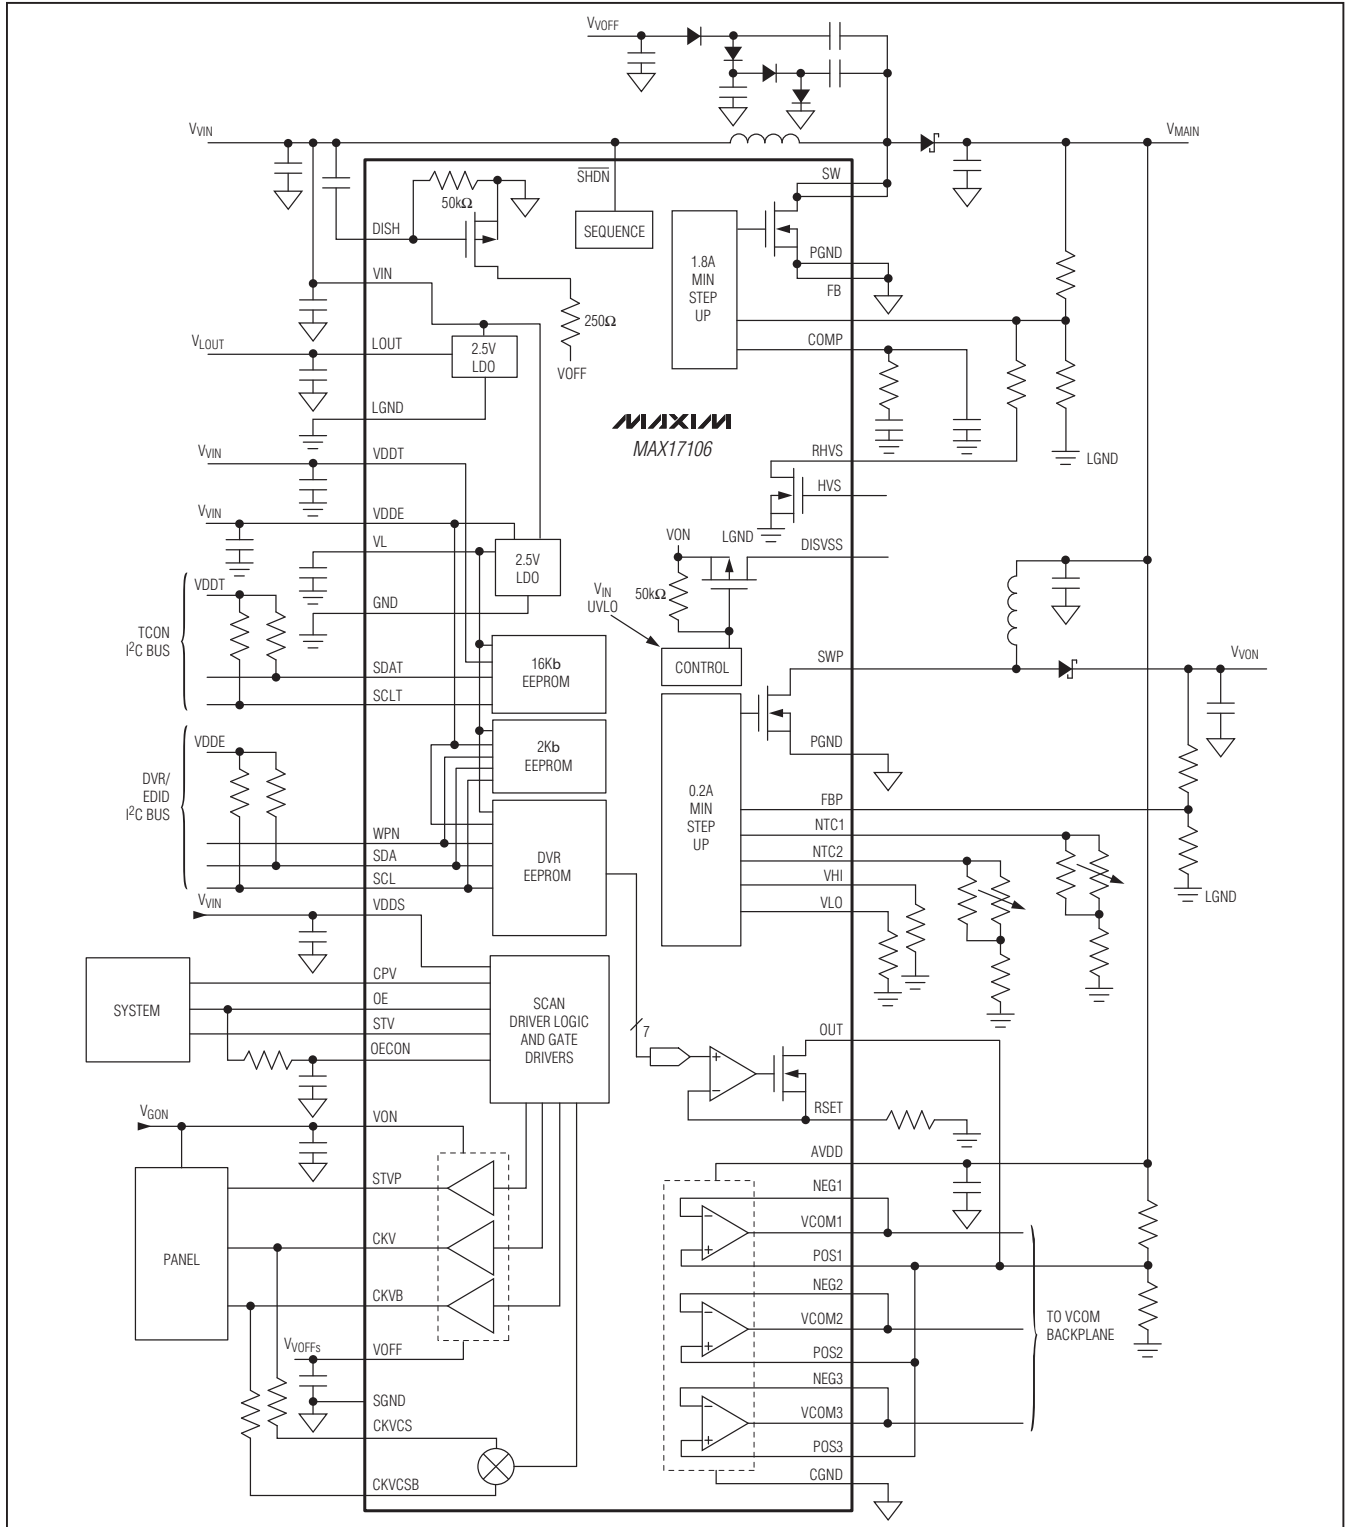 VVOFF
VVIN
VMAIN
SHDN
SW
50kΩ
DISH
SEQUENCE
PGND
1.8A
MIN
STEP
UP
VIN
FB
250Ω
VLOUT
LOUT
2.5V
LDO
COMP
VOFF
LGND
MAXIM
MAX17106
VVIN
VDDT
RHVS
LGND
HVS
VVIN
VDDE
VON
LGND
DISVSS
VL
2.5V
LDO
VDDT
VIN
UVLO
50kΩ
GND
TCON
I2C BUS
16Kb
EEPROM
CONTROL
SWP
VVON
SDAT
SCLT
VDDE
2Kb
EEPROM
PGND
DVR/
EDID
I2C BUS
0.2A
MIN
STEP
UP
FBP
NTC1
WPN
NTC2
SDA
DVR
EEPROM
VHI
SCL
VLO
LGND
VVIN
VDDS
CPV
SYSTEM
OE
SCAN
DRIVER LOGIC
AND GATE
DRIVERS
STV
7
OUT
OECON
VGON
VON
RSET
AVDD
STVP
NEG1
VCOM1
CKV
POS1
PANEL
NEG2
CKVB
VCOM2
TO VCOM
BACKPLANE
VVOFFS
VOFF
POS2
NEG3
SGND
VCOM3
CKVCS
POS3
CGND
CKVCSB